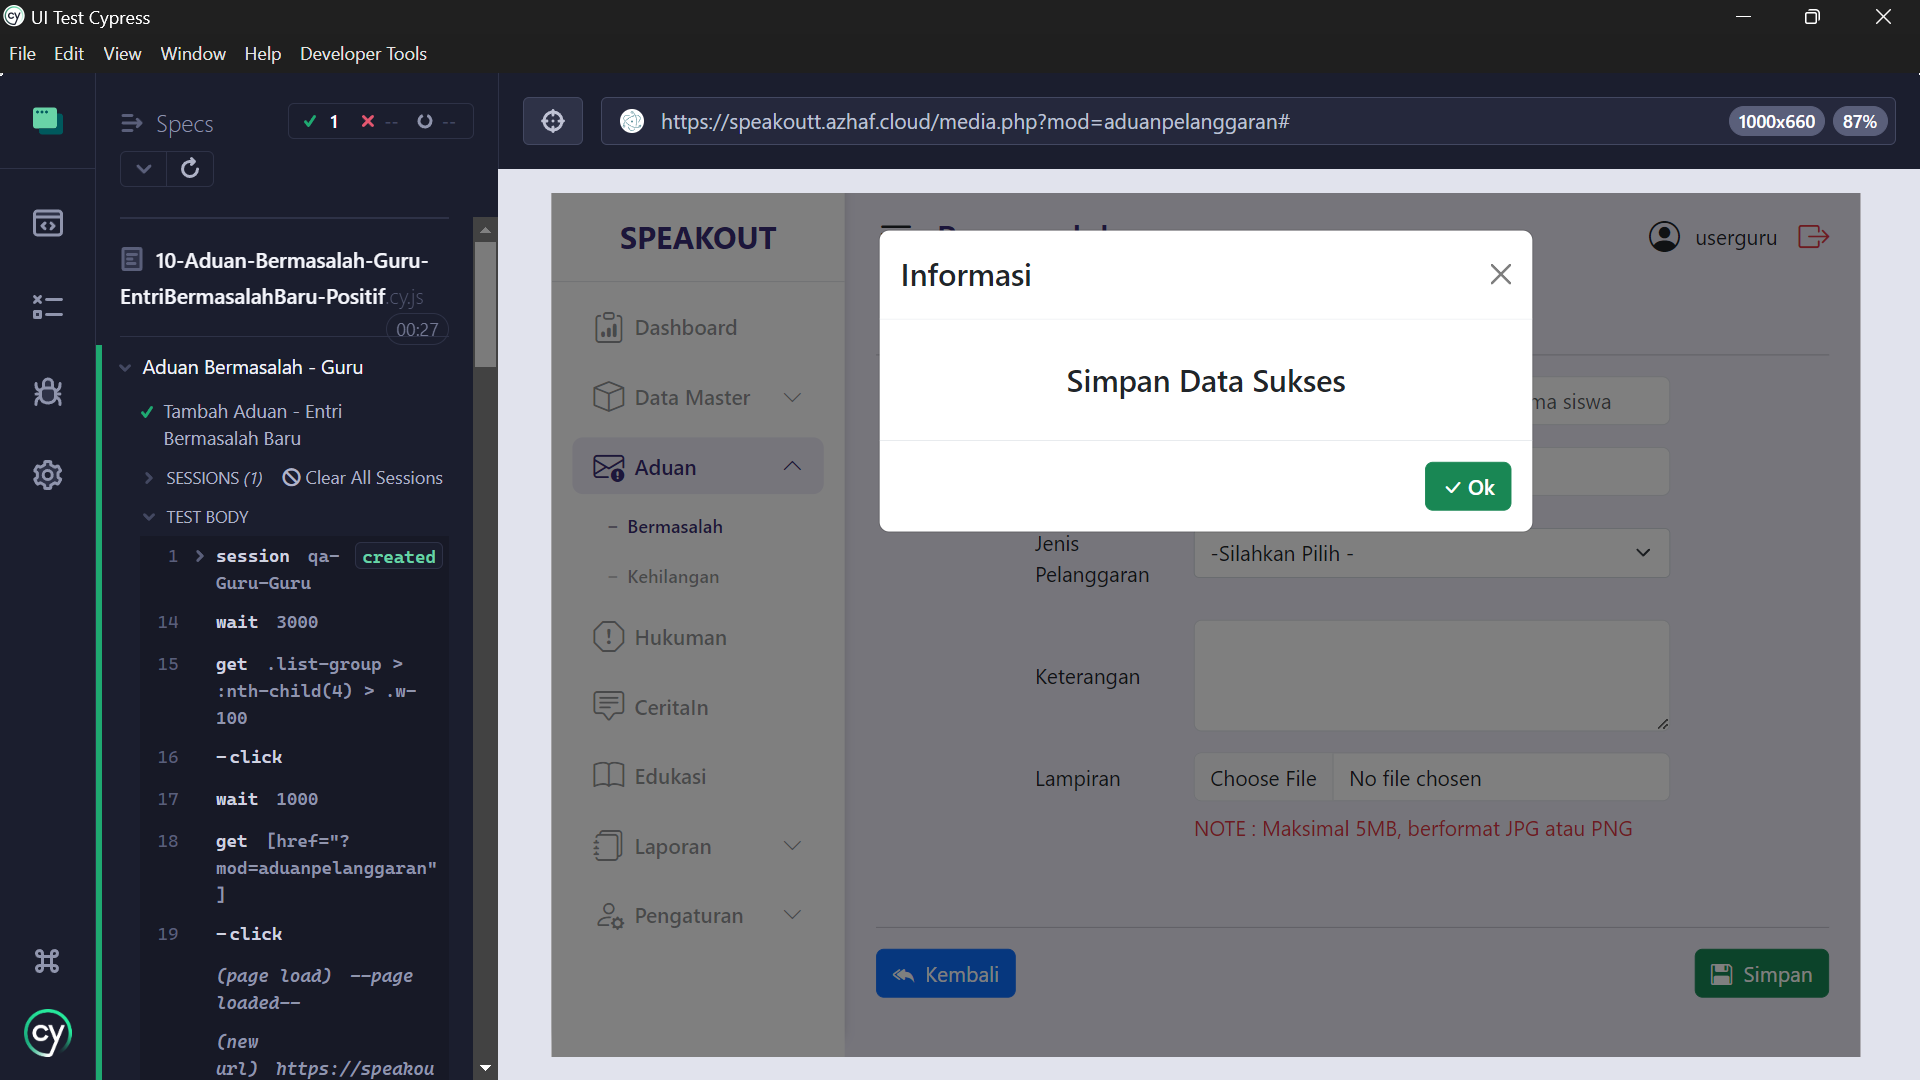 UI Test Cypress
File Edit View Window Help Developer Tools
Specs
1 -- --
10-Aduan-Bermasalah-Guru-
EntriBermasalahBaru-Positif.cy.js
00:27
Aduan Bermasalah - Guru
Tambah Aduan - Entri
Bermasalah Baru
SESSIONS (1) Clear All Sessions
TEST BODY
1 session qa- created
Guru-Guru
14 wait 3000
15 get .list-group >
:nth-child(4) > .w-
100
16 -click
17 wait 1000
18 get [href="?
mod=aduanpelanggaran"
]
19 -click
(page load) --page
loaded--
(new
url) https://speakou
cy
https://speakoutt.azhaf.cloud/media.php?mod=aduanpelanggaran#
1000x660 87%
SPEAKOUT
Dashboard
Data Master
Aduan
- Bermasalah
- Kehilangan
Hukuman
CeritaIn
Edukasi
Laporan
Pengaturan
userguru
Informasi
Simpan Data Sukses
Ok
ma siswa
Jenis
Pelanggaran
-Silahkan Pilih -
Keterangan
Lampiran
Choose File No file chosen
NOTE : Maksimal 5MB, berformat JPG atau PNG
Kembali
Simpan